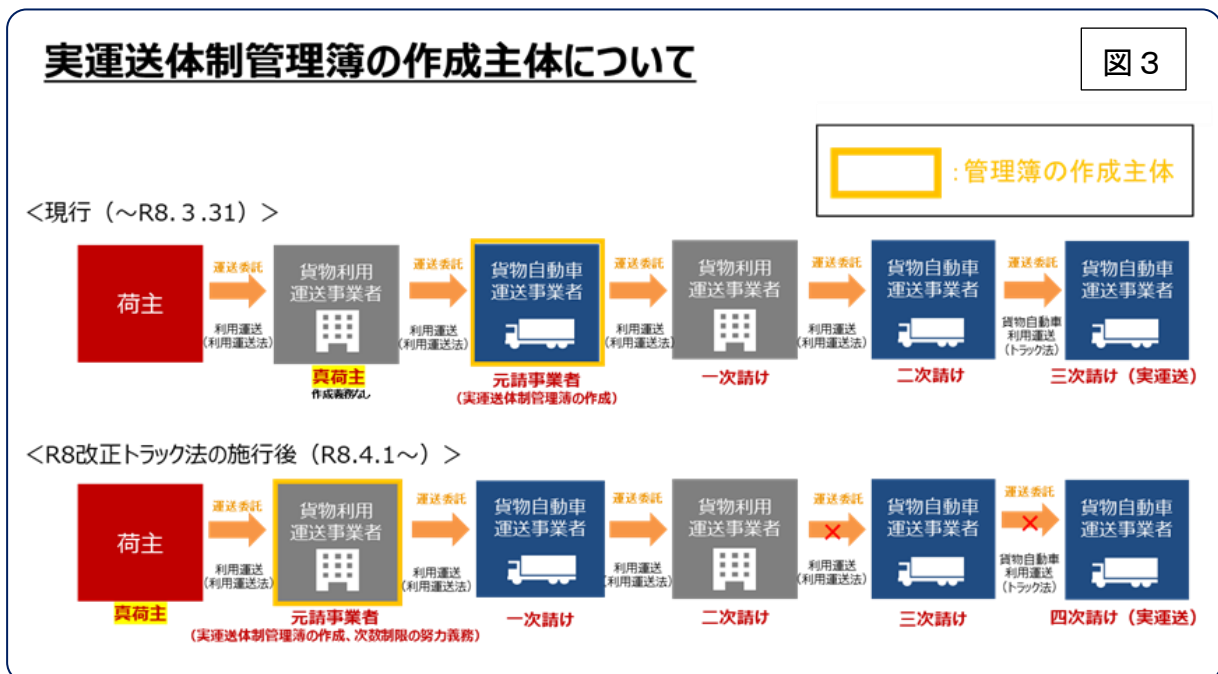 実運送体制管理簿の作成主体について
図3
:管理簿の作成主体
<現行(~R8.3.31)>
荷主
運送委託
利用運送
(利用運送法)
貨物利用
運送事業者
真荷主
作成義務なし
運送委託
利用運送
(利用運送法)
貨物自動車
運送事業者
元請事業者
(実運送体制管理簿の作成)
運送委託
利用運送
(利用運送法)
貨物利用
運送事業者
一次請け
運送委託
利用運送
(利用運送法)
貨物自動車
運送事業者
二次請け
運送委託
貨物自動車
利用運送
(トラック法)
貨物自動車
運送事業者
三次請け(実運送)
<R8改正トラック法の施行後(R8.4.1~)>
荷主
真荷主
運送委託
利用運送
(利用運送法)
貨物利用
運送事業者
元請事業者
(実運送体制管理簿の作成、次数制限の努力義務)
運送委託
利用運送
(利用運送法)
貨物自動車
運送事業者
一次請け
運送委託
利用運送
(利用運送法)
貨物利用
運送事業者
二次請け
運送委託
利用運送
(利用運送法)
貨物自動車
運送事業者
三次請け
運送委託
貨物自動車
利用運送
(トラック法)
貨物自動車
運送事業者
四次請け(実運送)